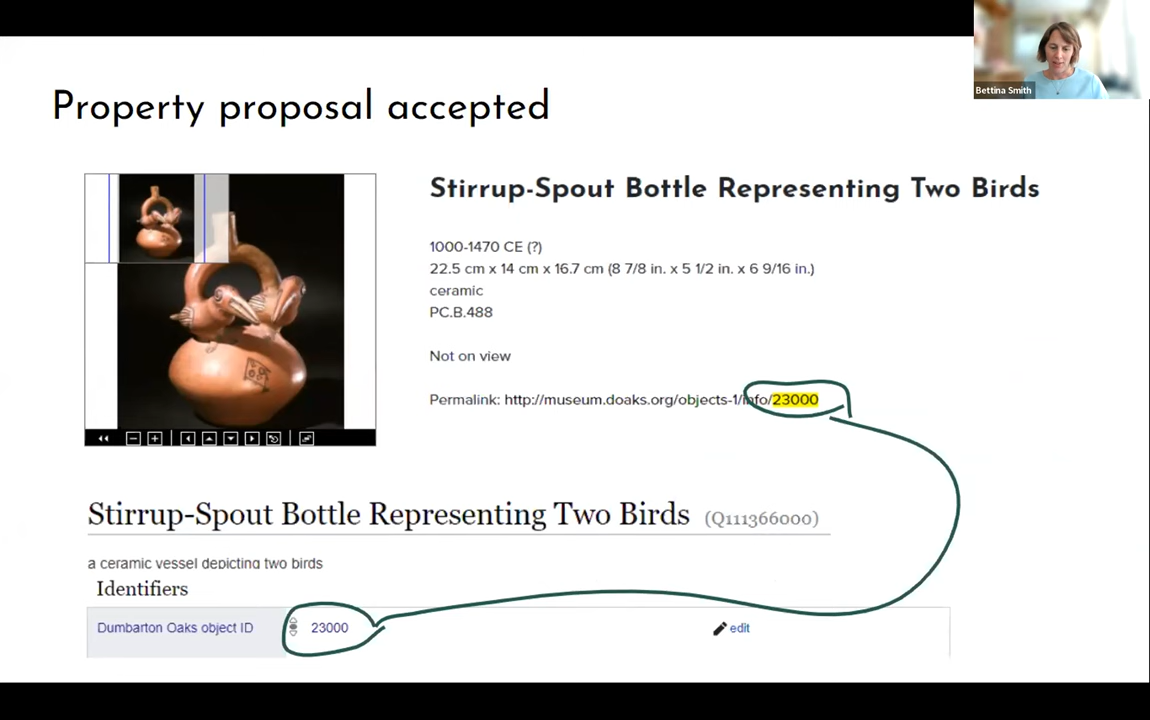 Bettina Smith
Property proposal accepted
Stirrup-Spout Bottle Representing Two Birds
1000-1470 CE (?)
22.5 cm x 14 cm x 16.7 cm (8 7/8 in. x 5 1/2 in. x 6 9/16 in.)
ceramic
PC.B.488
Not on view
Permalink: http://museum.doaks.org/objects-1/info/23000
Stirrup-Spout Bottle Representing Two Birds (Q111366000)
a ceramic vessel depicting two birds
Identifiers
Dumbarton Oaks object ID 23000 edit